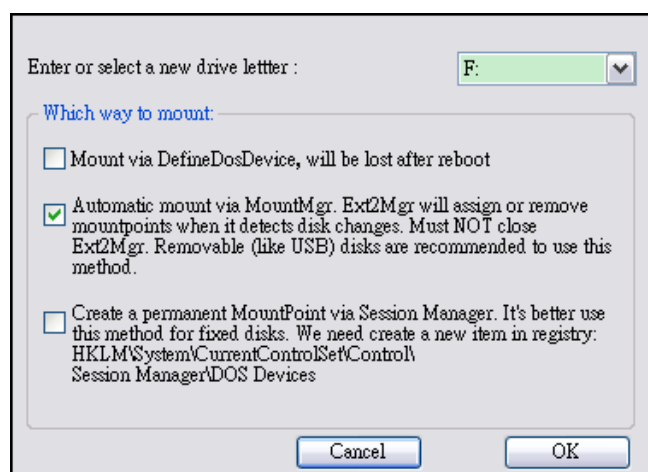 Enter or select a new drive lettter :
F:
Which way to mount:
Mount via DefineDosDevice, will be lost after reboot
Automatic mount via MountMgr. Ext2Mgr will assign or remove
mountpoints when it detects disk changes. Must NOT close
Ext2Mgr. Removable (like USB) disks are recommended to use this
method.
Create a permanent MountPoint via Session Manager. It's better use
this method for fixed disks. We need create a new item in registry:
HKLM\System\CurrentControlSet\Control\
Session Manager\DOS Devices
Cancel
OK